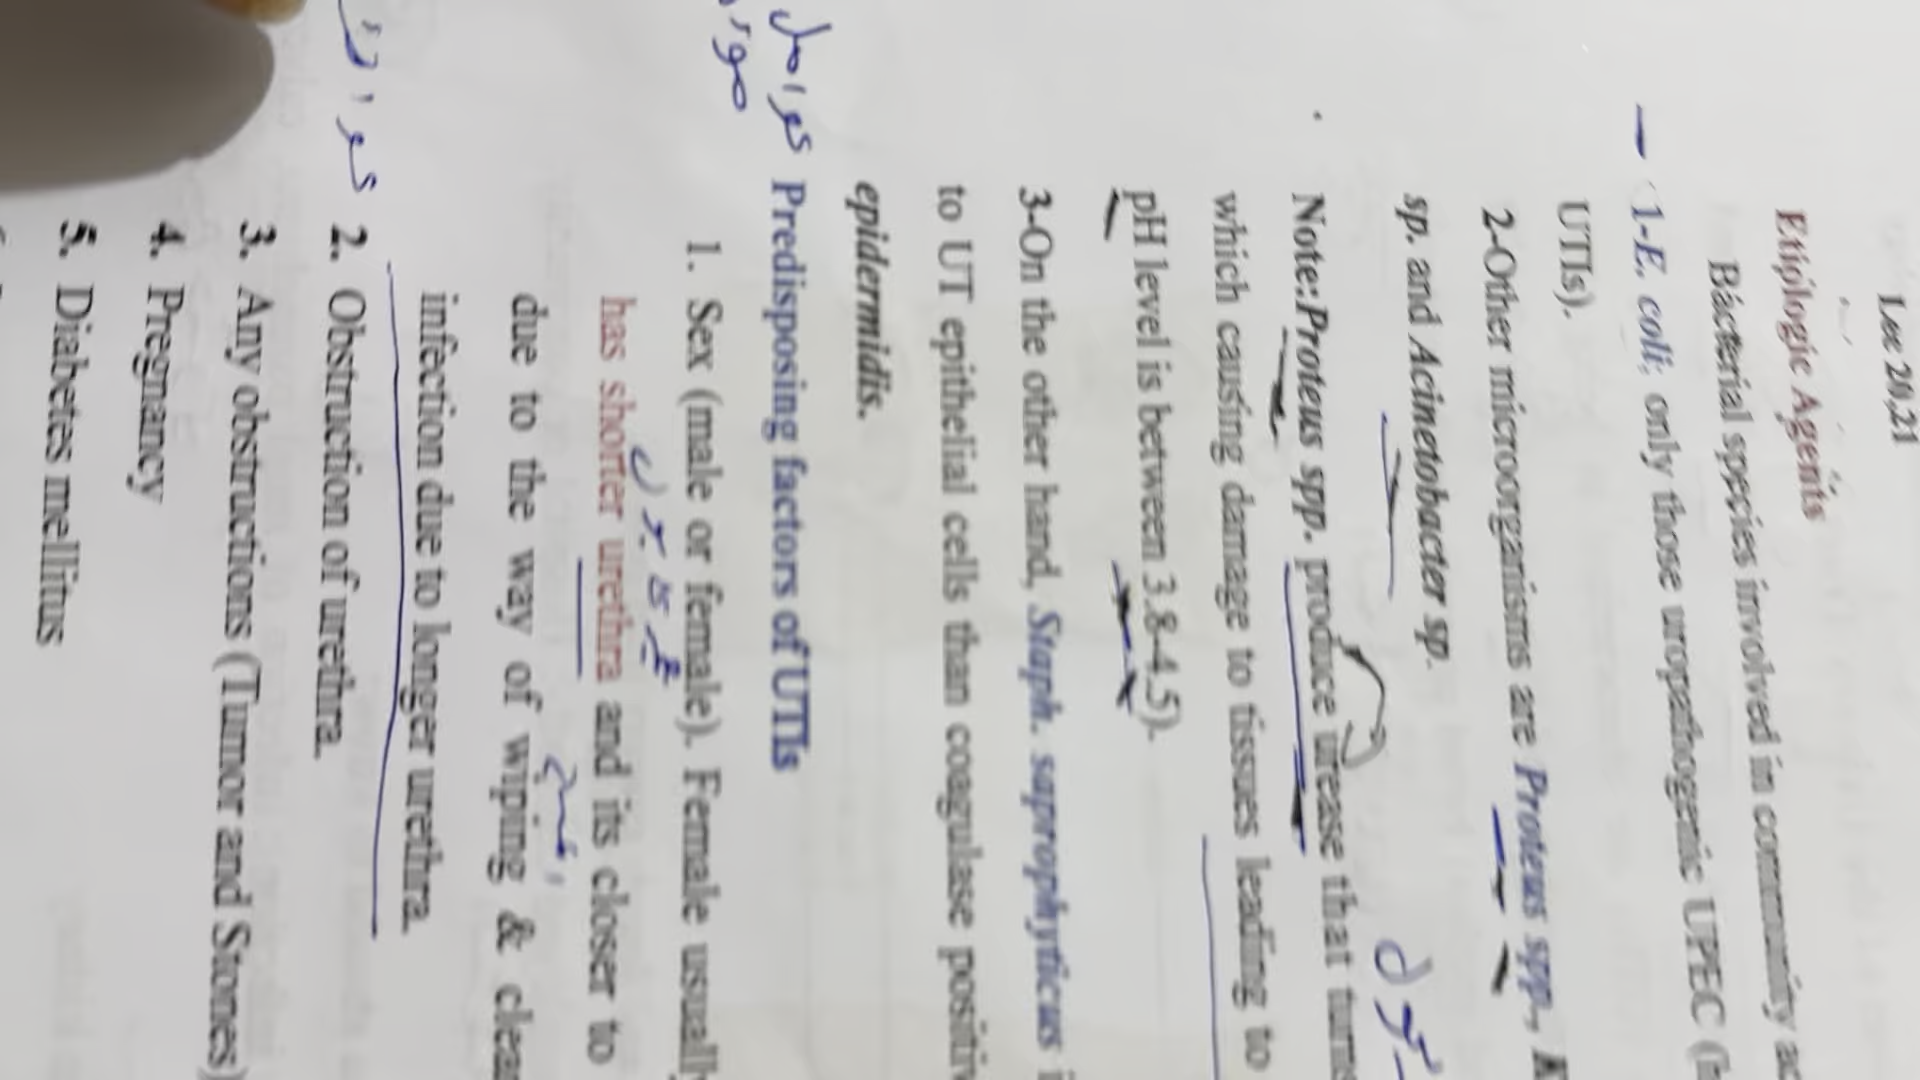 Lec 20,21
Etiologic Agents
Bacterial species involved in community
1-E. coli; only those uropathogenic UPEC
UTIs).
2-Other microorganisms are Proteus spp.,
sp. and Acinetobacter sp.
Note:Proteus spp. produce urease that turns
which causing damage to tissues leading to
pH level is between 3.8-4.5).
3-On the other hand, Staph. saprophyticus
to UT epithelial cells than coagulase
epidermidis.
عوامل
Predisposing factors of UTIs
1. Sex (male or female). Female usually
has shorter urethra and its closer to
due to the way of wiping &
infection due to longer urethra.
2. Obstruction of urethra.
3. Any obstructions (Tumor and Stones)
4. Pregnancy
5. Diabetes mellitus